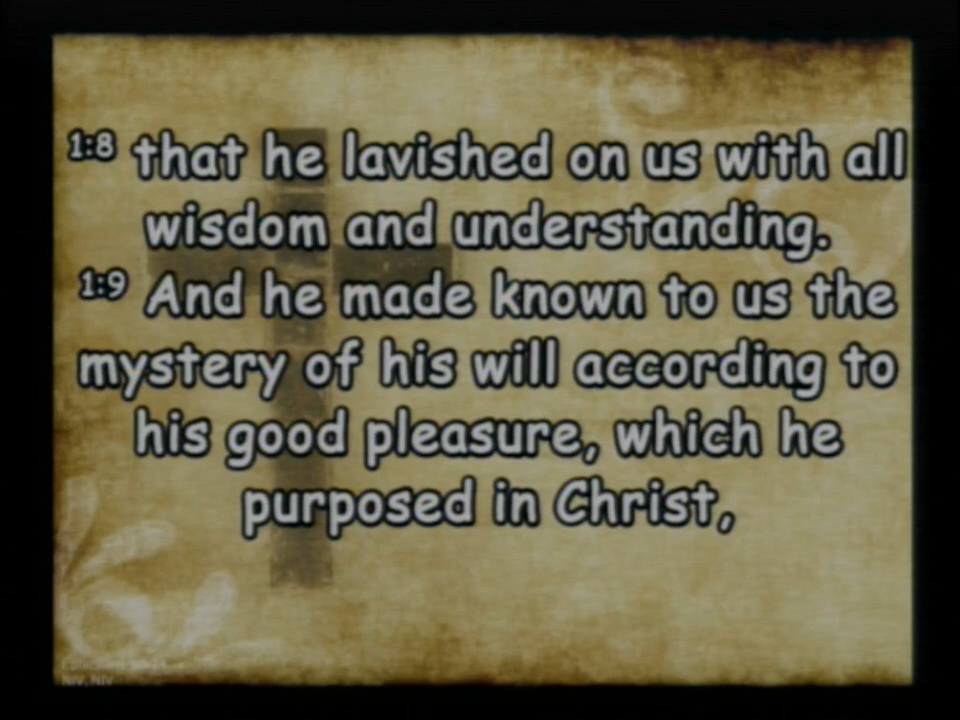 1:8 that he lavished on us with all
wisdom and understanding.
1:9 And he made known to us the
mystery of his will according to
his good pleasure, which he
purposed in Christ,
NIV, NIV